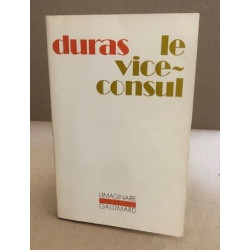 duras le
vice~
consul
L'IMAGINAIRE
GALLIMARD